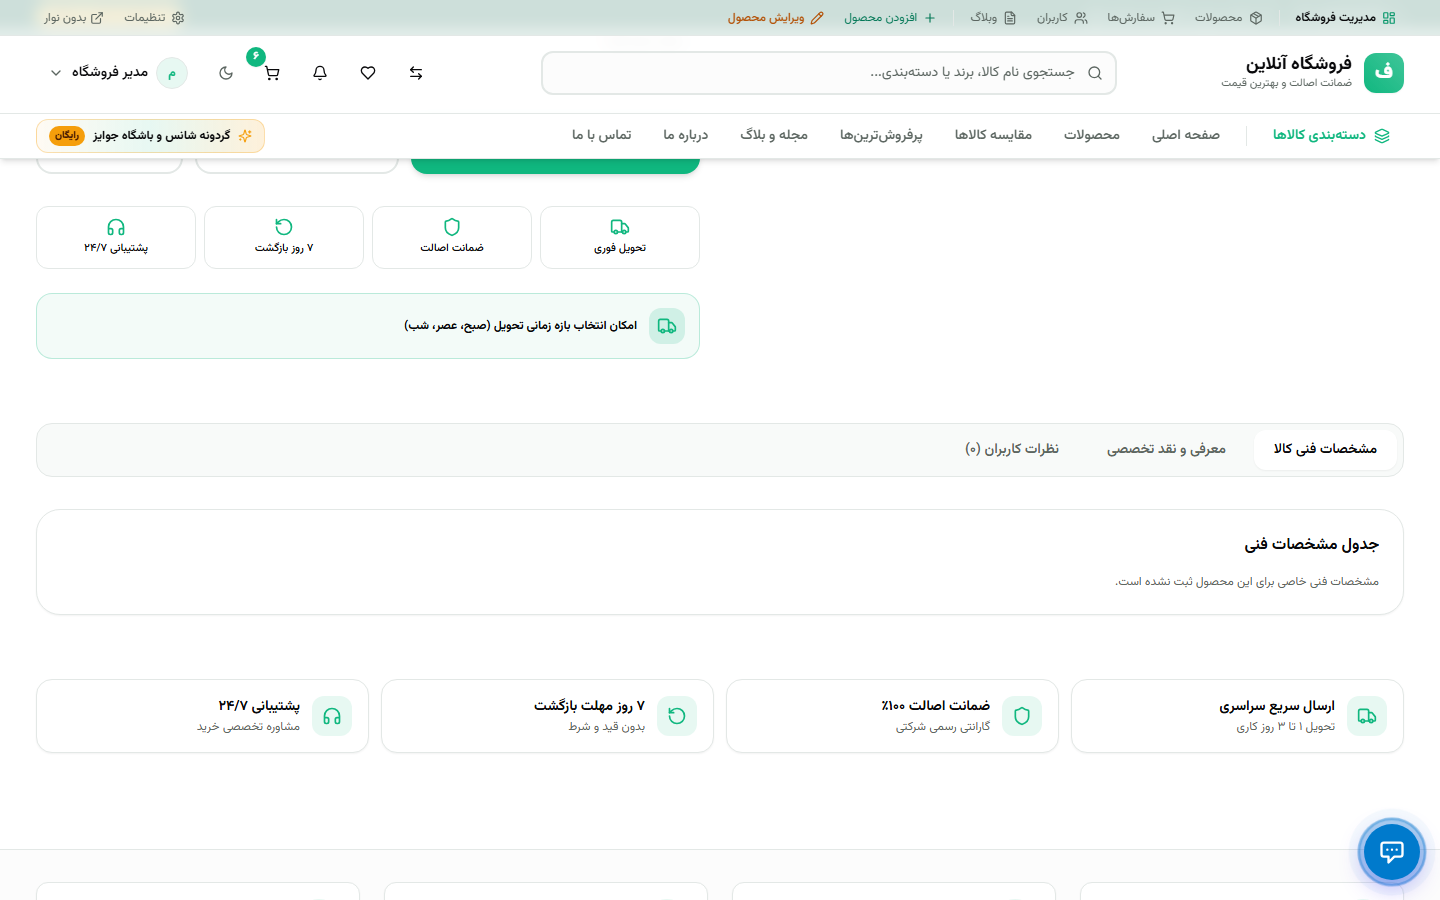 مدیریت فروشگاه
محصولات
سفارش‌ها
کاربران
وبلاگ
افزودن محصول
ویرایش محصول
تنظیمات
بدون نوار
ف
فروشگاه آنلاین
ضمانت اصالت و بهترین قیمت
جستجوی نام کالا، برند یا دسته‌بندی...
۶
م
مدیر فروشگاه
دسته‌بندی کالاها
صفحه اصلی
محصولات
مقایسه کالاها
پرفروش‌ترین‌ها
مجله و بلاگ
درباره ما
تماس با ما
گردونه شانس و باشگاه جوایز
رایگان
تحویل فوری
ضمانت اصالت
۷ روز بازگشت
پشتیبانی ۲۴/۷
امکان انتخاب بازه زمانی تحویل (صبح، عصر، شب)
مشخصات فنی کالا
معرفی و نقد تخصصی
نظرات کاربران (۰)
جدول مشخصات فنی
مشخصات فنی خاصی برای این محصول ثبت نشده است.
ارسال سریع سراسری
تحویل ۱ تا ۳ روز کاری
ضمانت اصالت ۱۰۰٪
گارانتی رسمی شرکتی
۷ روز مهلت بازگشت
بدون قید و شرط
پشتیبانی ۲۴/۷
مشاوره تخصصی خرید